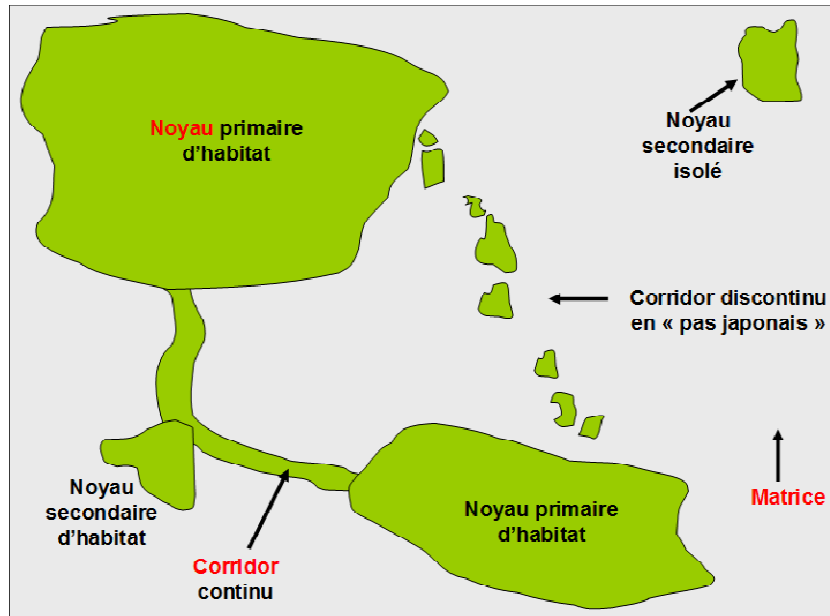 Noyau primaire
d'habitat
Noyau
secondaire
isolé
Corridor discontinu
en « pas japonais »
Noyau
secondaire
d'habitat
Noyau primaire
d'habitat
Matrice
Corridor
continu